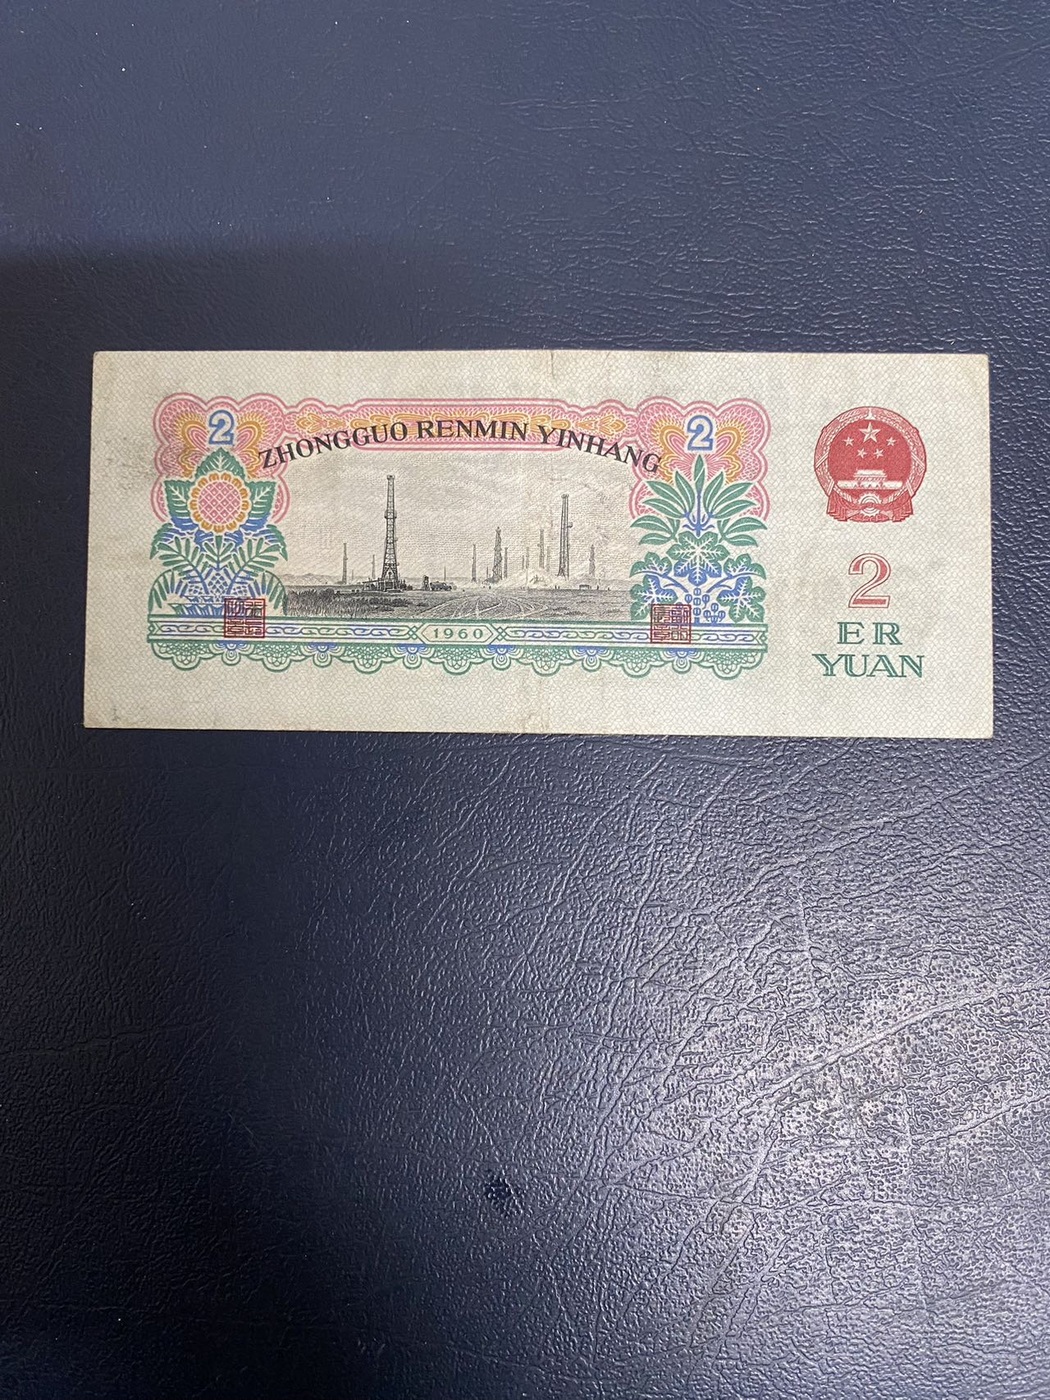 2
2
ZHONGGUO RENMIN YINHANG
2
ER
YUAN
1960